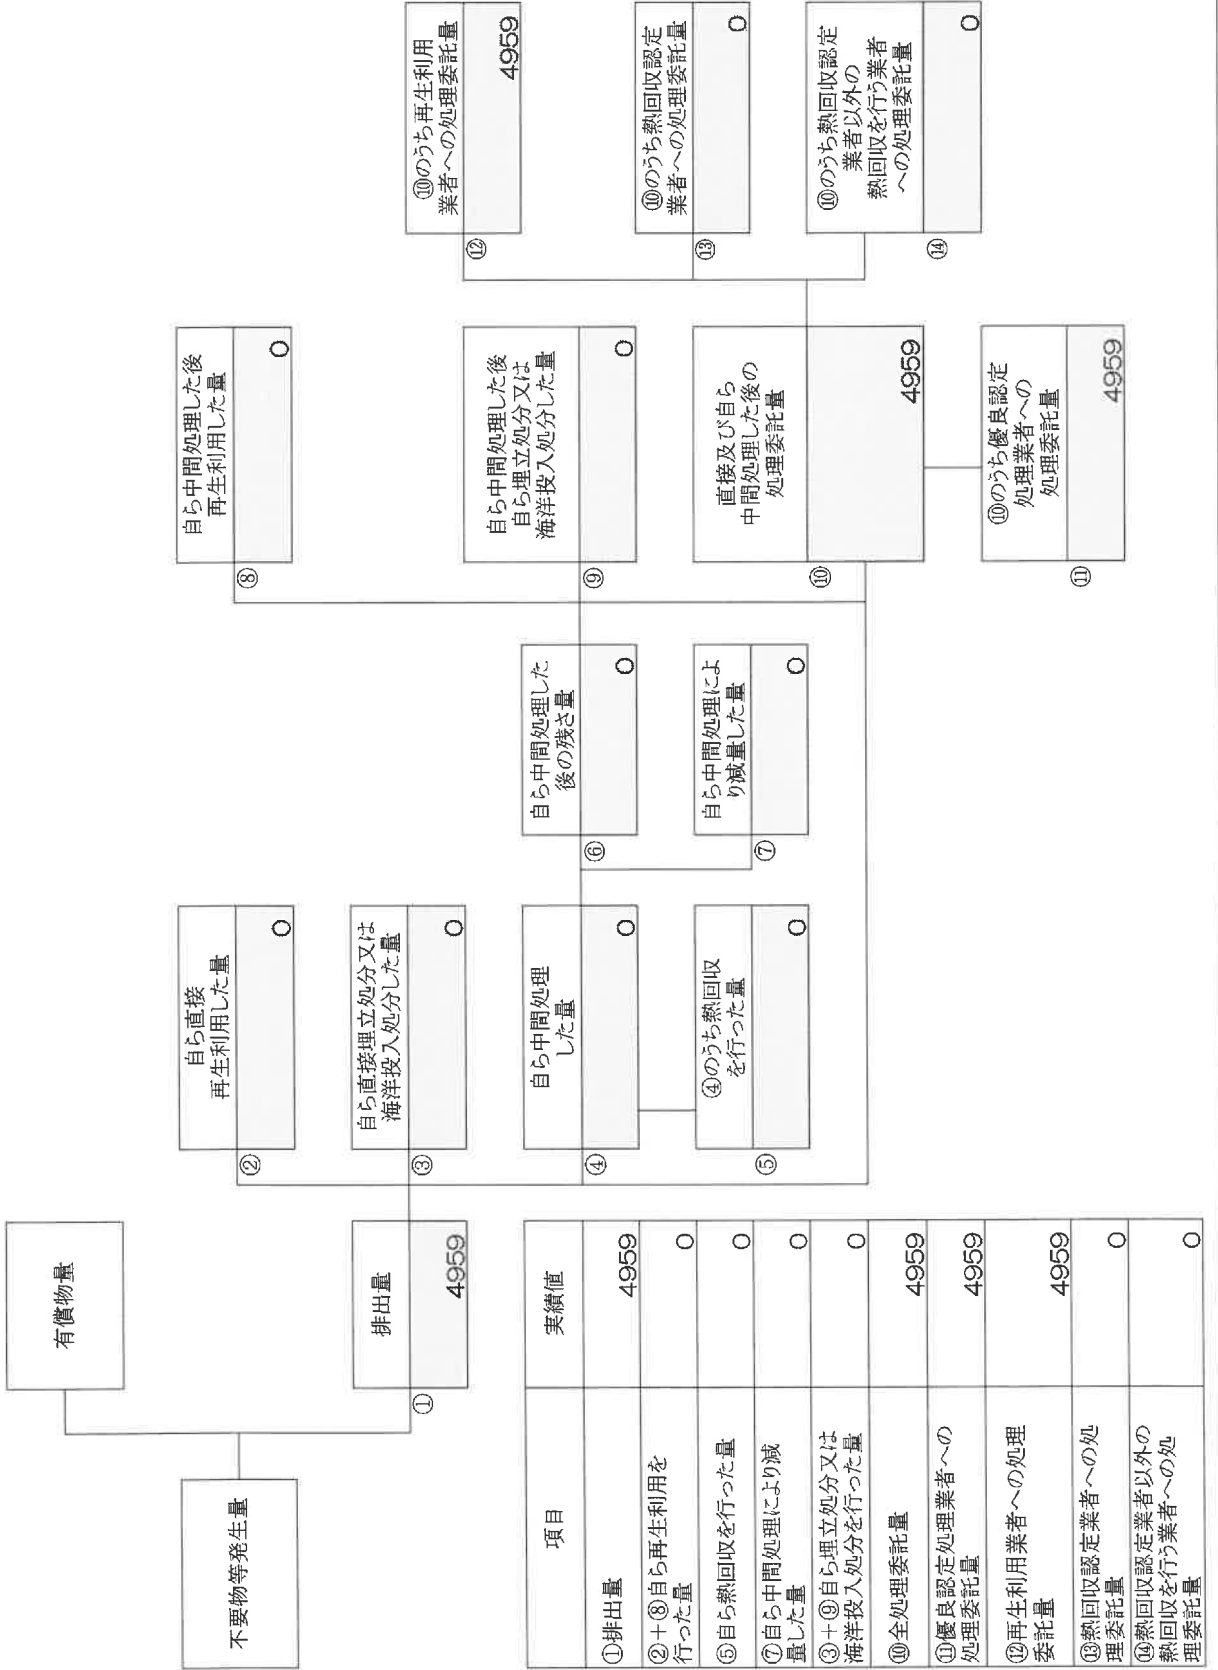 不要物等発生量
有償物量
①
排出量
4959
②
自ら直接
再生利用した量
0
③
自ら直接埋立処分又は
海洋投入処分した量
0
④
自ら中間処理
した量
0
⑤
④のうち熱回収
を行った量
0
⑥
自ら中間処理した
後の残さ量
0
⑦
自ら中間処理によ
り減量した量
0
⑧
自ら中間処理した後
再生利用した量
0
⑨
自ら中間処理した後
自ら埋立処分又は
海洋投入処分した量
0
⑩
直接及び自ら
中間処理した後の
処理委託量
4959
⑪
⑩のうち優良認定
処理業者への
処理委託量
4959
⑫
⑩のうち再生利用
業者への処理委託量
4959
⑬
⑩のうち熱回収認定
業者への処理委託量
0
⑭
⑩のうち熱回収認定
業者以外の
熱回収を行う業者
への処理委託量
0
項目 実績値
①排出量 4959
②+⑧自ら再生利用を
行った量 0
⑤自ら熱回収を行った量 0
⑦自ら中間処理により減
量した量 0
③+⑨自ら埋立処分又は
海洋投入処分を行った量 0
⑩全処理委託量 4959
⑪優良認定処理業者への
処理委託量 4959
⑫再生利用業者への処理
委託量 4959
⑬熱回収認定業者への処
理委託量 0
⑭熱回収認定業者以外の
熱回収を行う業者への処
理委託量 0